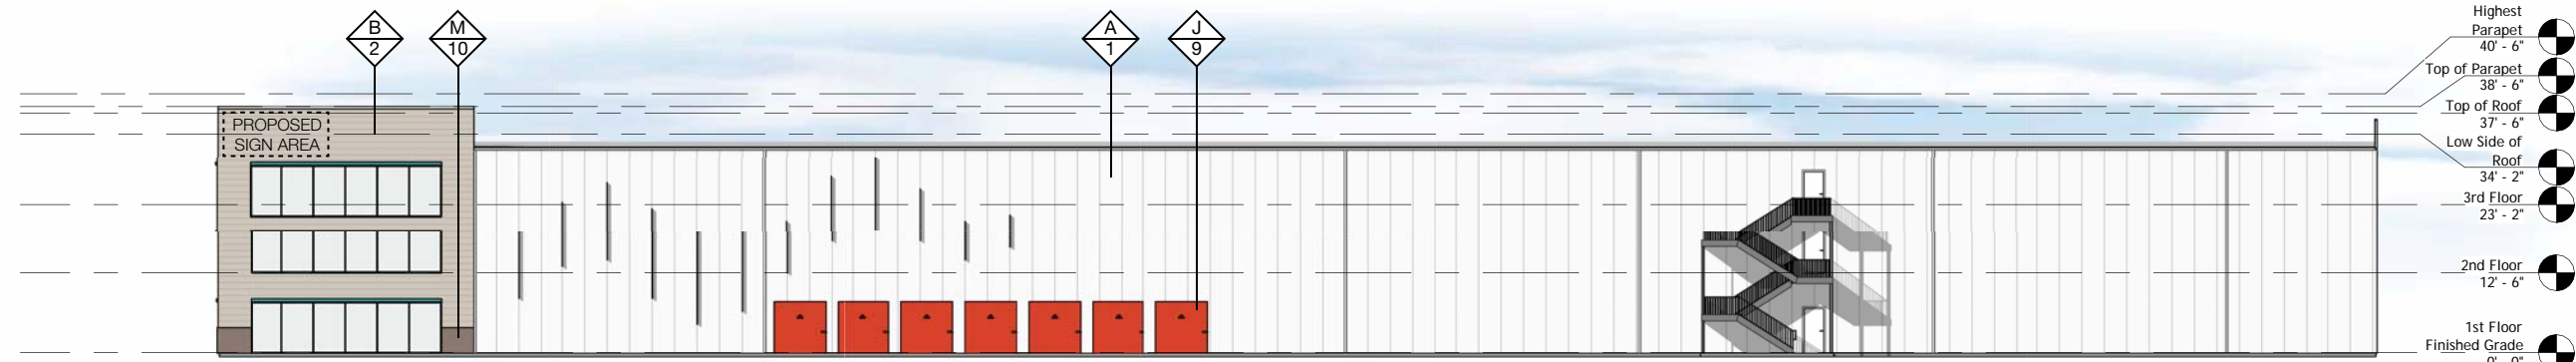 B
2
M
10
A
1
J
9
PROPOSED
SIGN AREA
Highest
Parapet
40' - 6"
Top of Parapet
38' - 6"
Top of Roof
37' - 6"
Low Side of
Roof
34' - 2"
3rd Floor
23' - 2"
2nd Floor
12' - 6"
1st Floor
Finished Grade
0' - 0"